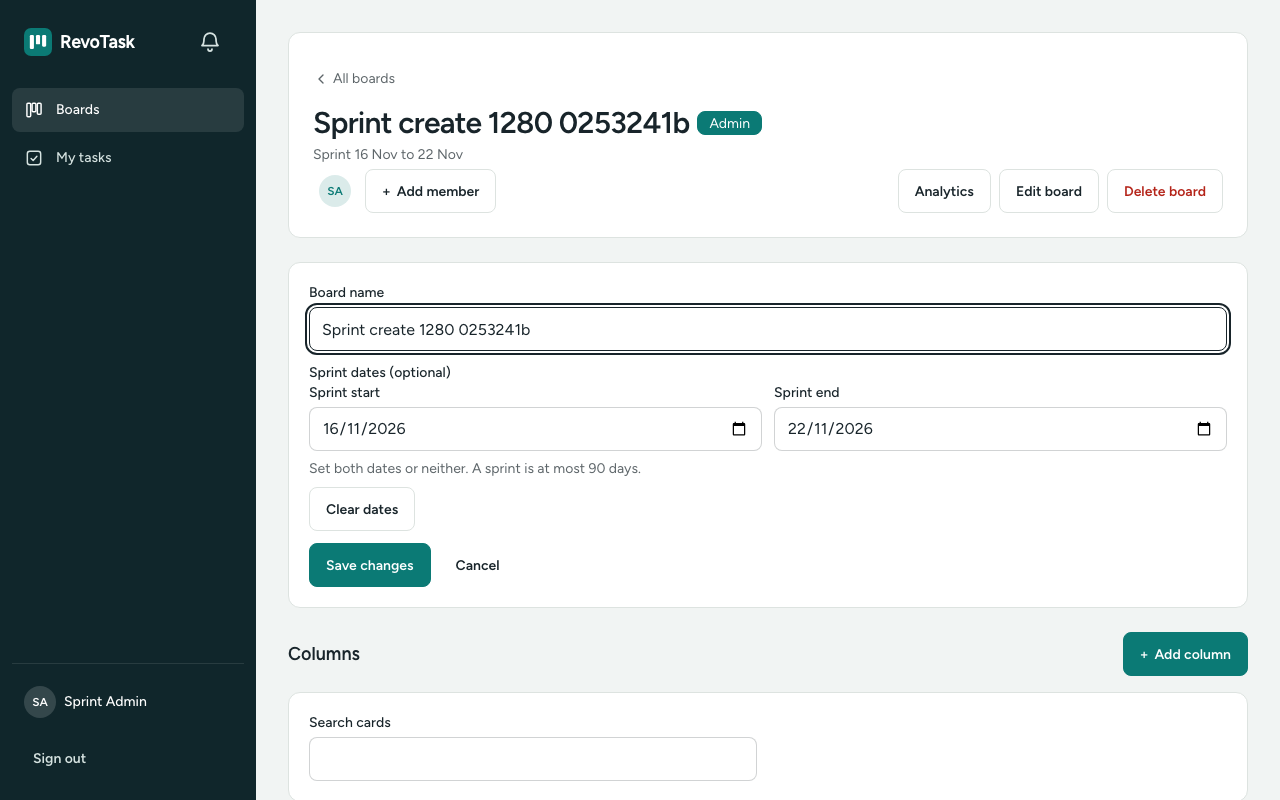 RevoTask
Boards
My tasks
SA
Sprint Admin
Sign out
All boards
Sprint create 1280 0253241b Admin
Sprint 16 Nov to 22 Nov
SA + Add member Analytics Edit board Delete board
Board name
Sprint create 1280 0253241b
Sprint dates (optional)
Sprint start Sprint end
16/11/2026 22/11/2026
Set both dates or neither. A sprint is at most 90 days.
Clear dates
Save changes Cancel
Columns + Add column
Search cards